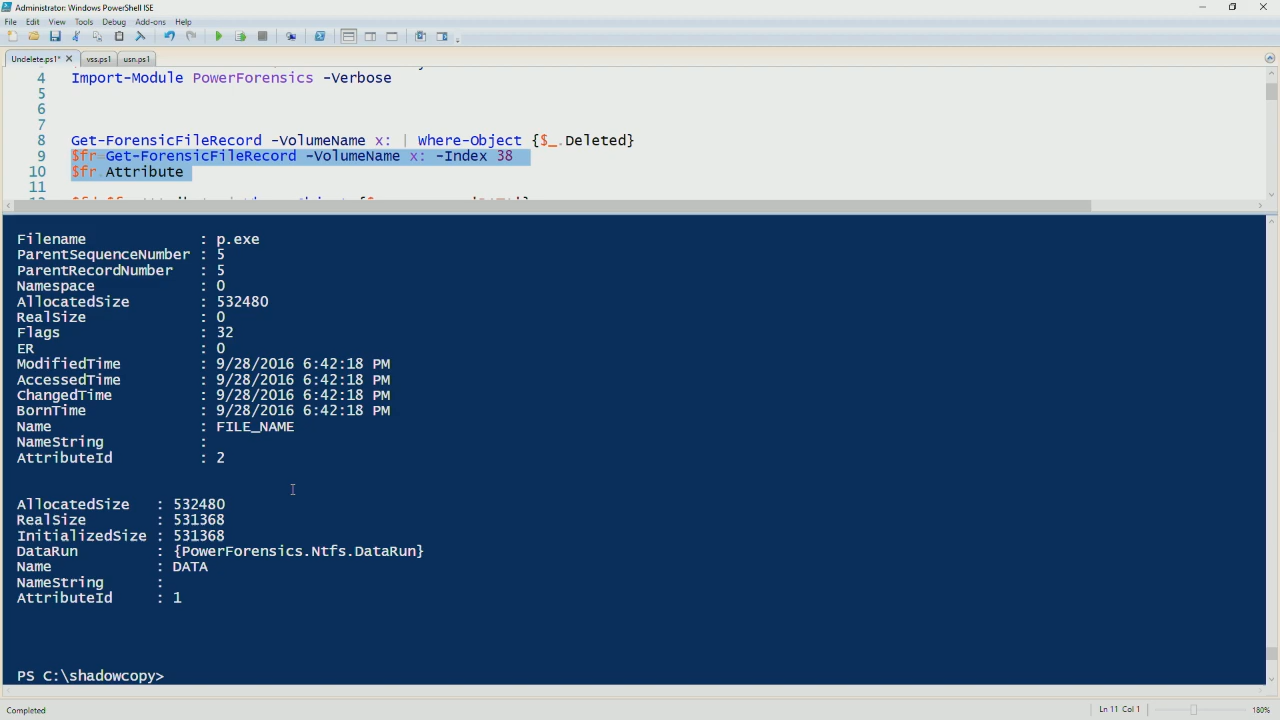 Administrator: Windows PowerShell ISE
File Edit View Tools Debug Add-ons Help
Undelete.ps1* vss.ps1 usn.ps1
4 Import-Module PowerForensics -Verbose
5
6
7
8 Get-ForensicFileRecord -VolumeName x: | Where-Object {$_.Deleted}
9 $fr=Get-ForensicFileRecord -VolumeName x: -Index 38
10 $fr.Attribute
11
Filename : p.exe
ParentSequenceNumber : 5
ParentRecordNumber : 5
Namespace : 0
AllocatedSize : 532480
RealSize : 0
Flags : 32
ER : 0
ModifiedTime : 9/28/2016 6:42:18 PM
AccessedTime : 9/28/2016 6:42:18 PM
ChangedTime : 9/28/2016 6:42:18 PM
BornTime : 9/28/2016 6:42:18 PM
Name : FILE_NAME
NameString :
AttributeId : 2
AllocatedSize : 532480
RealSize : 531368
InitializedSize : 531368
DataRun : {PowerForensics.Ntfs.DataRun}
Name : DATA
NameString :
AttributeId : 1
PS C:\shadowcopy>
Completed Ln 11 Col 1 180%